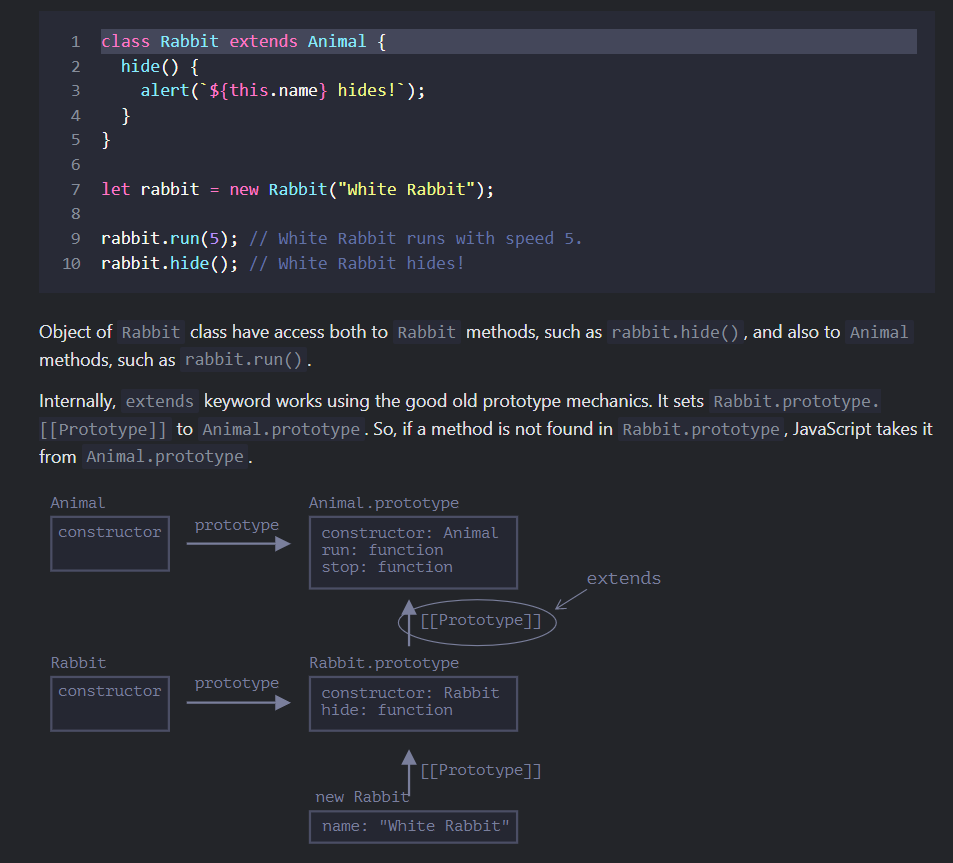 1 class Rabbit extends Animal {
2 hide() {
3 alert(`${this.name} hides!`);
4 }
5 }
6
7 let rabbit = new Rabbit("White Rabbit");
8
9 rabbit.run(5); // White Rabbit runs with speed 5.
10 rabbit.hide(); // White Rabbit hides!
Object of Rabbit class have access both to Rabbit methods, such as rabbit.hide(), and also to Animal
methods, such as rabbit.run().
Internally, extends keyword works using the good old prototype mechanics. It sets Rabbit.prototype.
[[Prototype]] to Animal.prototype. So, if a method is not found in Rabbit.prototype, JavaScript takes it
from Animal.prototype.
Animal
constructor
prototype
Animal.prototype
constructor: Animal
run: function
stop: function
extends
[[Prototype]]
Rabbit
constructor
prototype
Rabbit.prototype
constructor: Rabbit
hide: function
[[Prototype]]
new Rabbit
name: "White Rabbit"